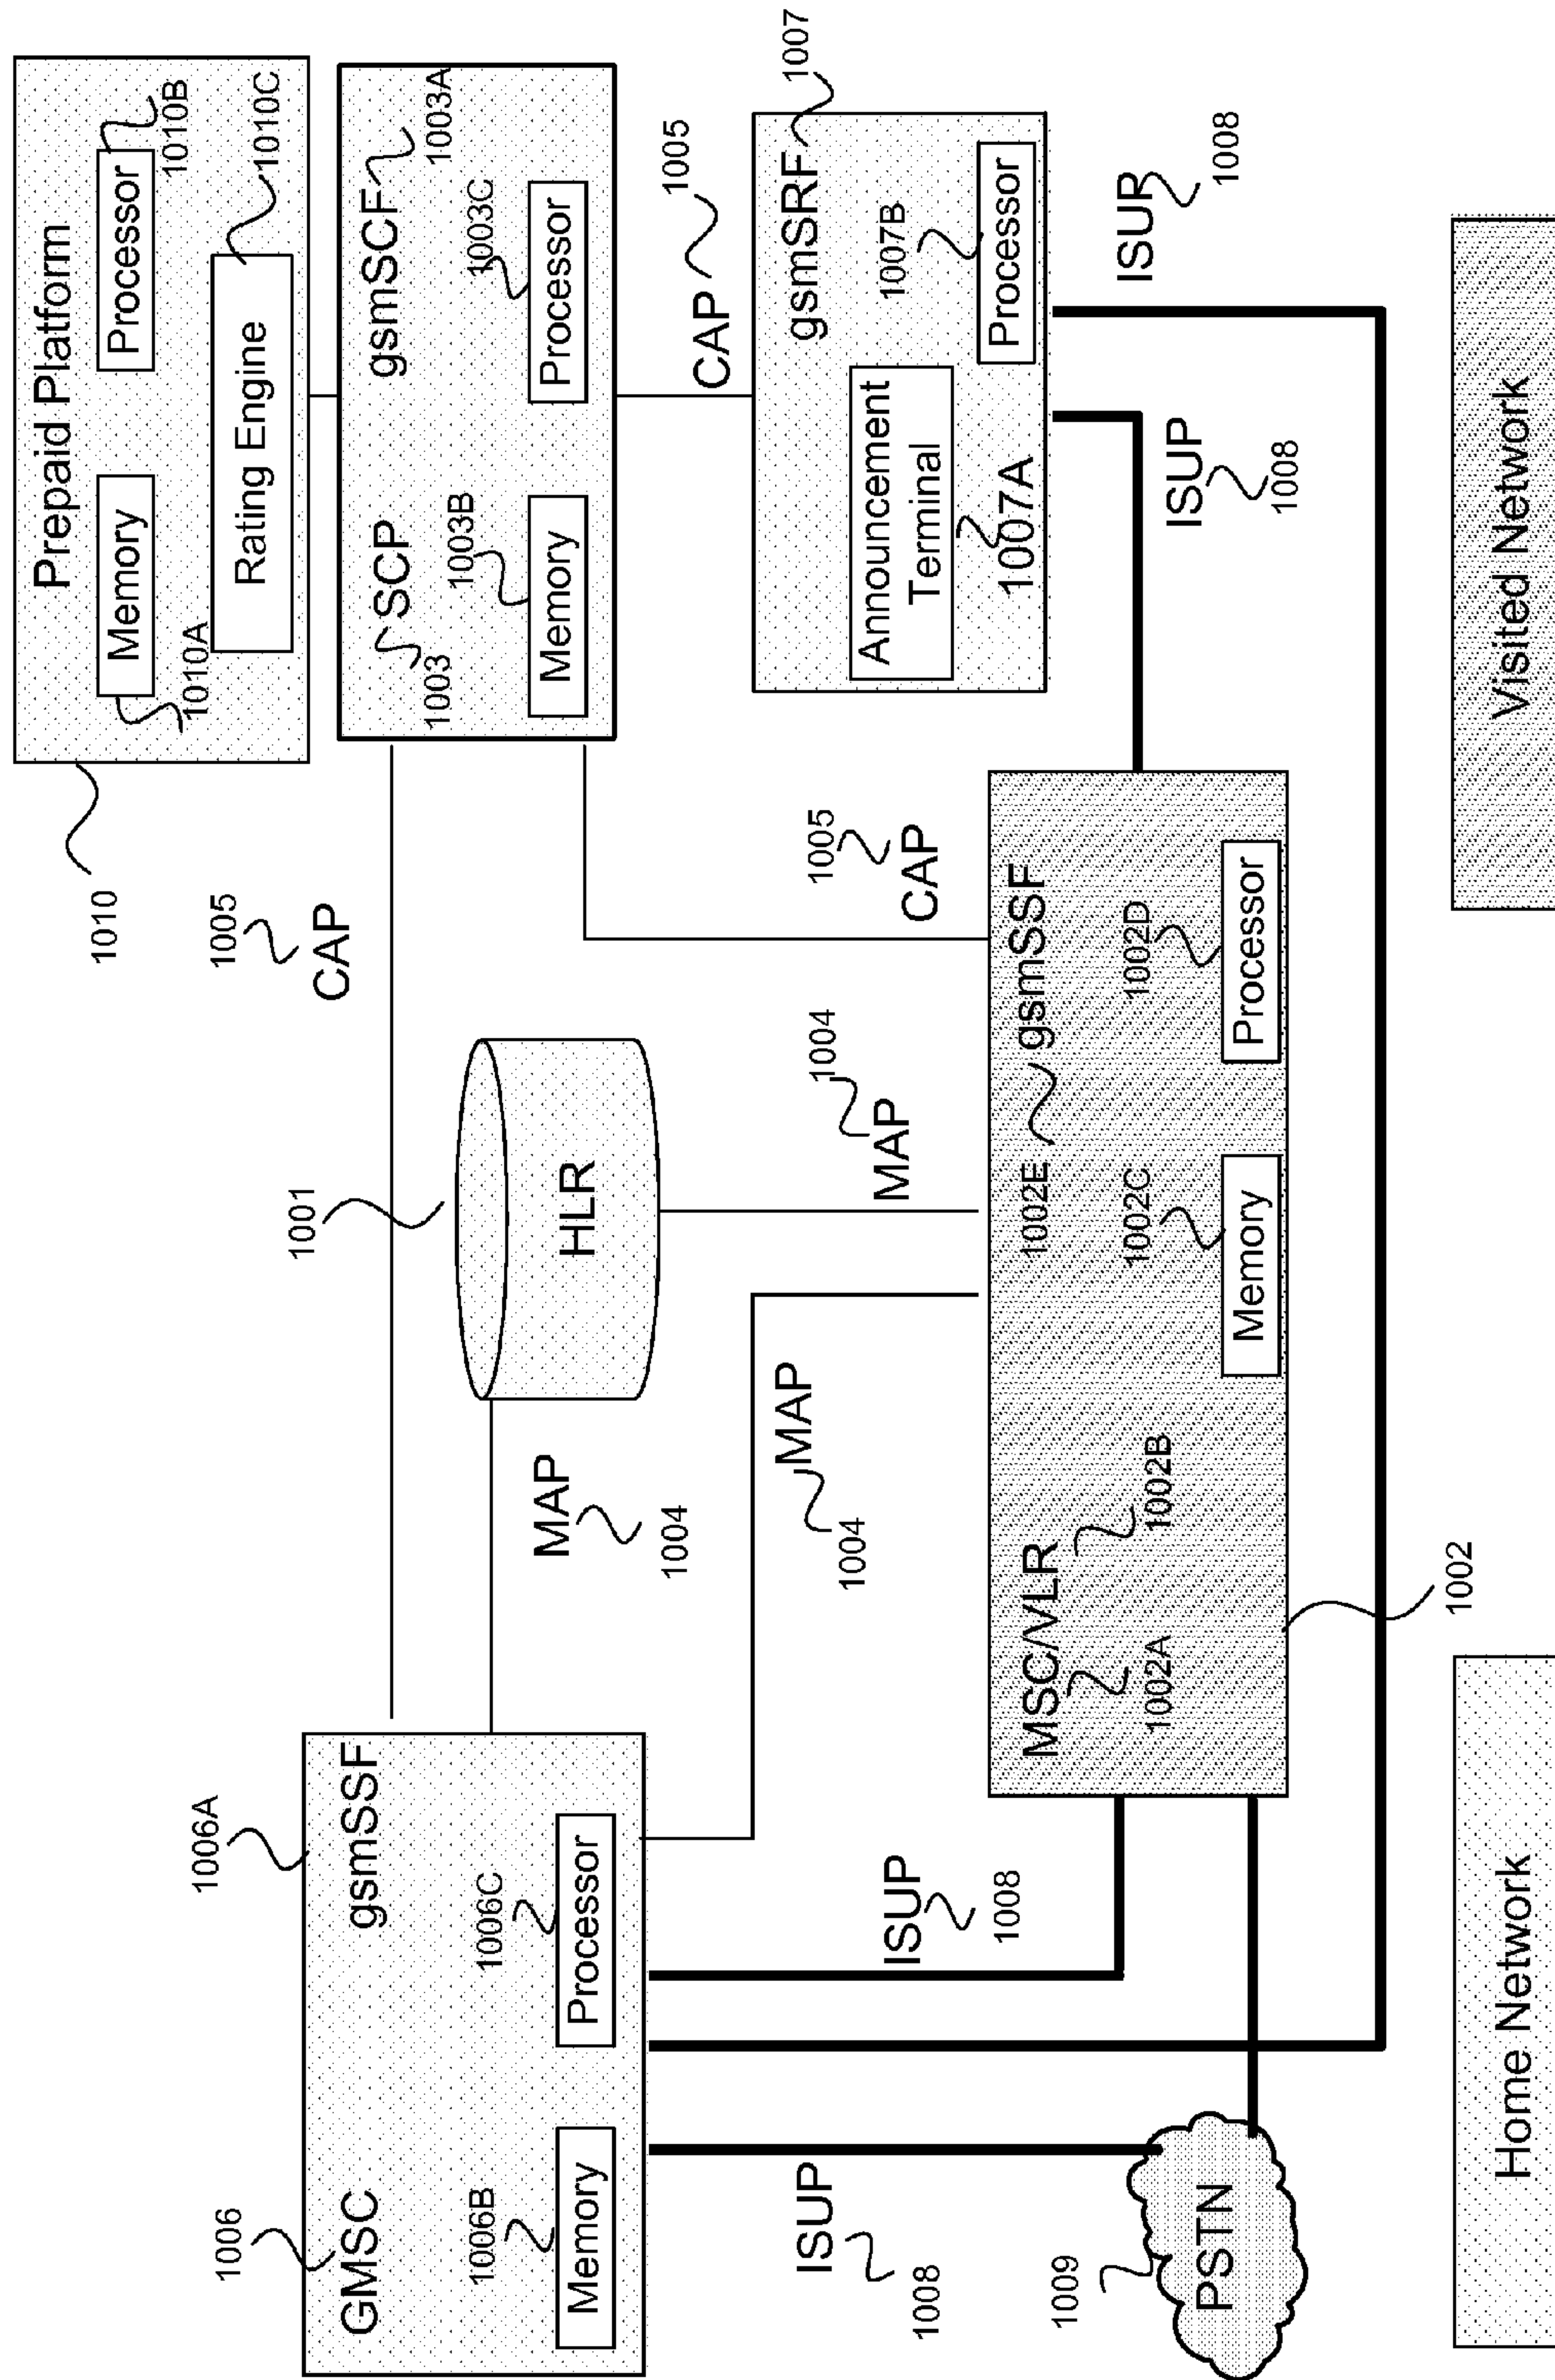 1006
GMSC
1006A
gsmSSF
1006B
Memory
1006C
Processor
1005
CAP
1010
Prepaid Platform
Memory
1010A
Processor
1010B
Rating Engine
1010C
1003
SCP
gsmSCF
1003A
1003B
Memory
1003C
Processor
1001
HLR
MAP
1004
MAP
1004
MAP
1004
1005
CAP
CAP
1005
gsmSRF
1007
Announcement
Terminal
1007A
1007B
Processor
ISUP
1008
ISUP
1008
ISUP
1008
ISUP
1008
1009
PSTN
MSC/VLR
1002A
1002B
1002E
gsmSSF
1002C
Memory
1002D
Processor
1002
Home Network
Visited Network